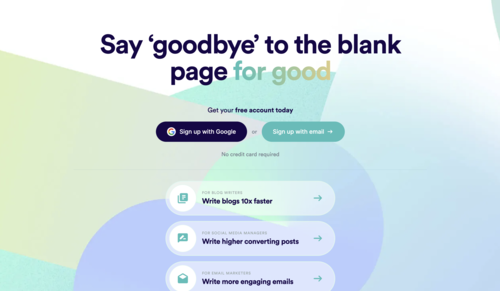 Say ‘goodbye’ to the blank
page for good
Get your free account today
Sign up with Google or Sign up with email →
No credit card required
FOR BLOG WRITERS
Write blogs 10x faster
FOR SOCIAL MEDIA MANAGERS
Write higher converting posts
FOR EMAIL MARKETERS
Write more engaging emails